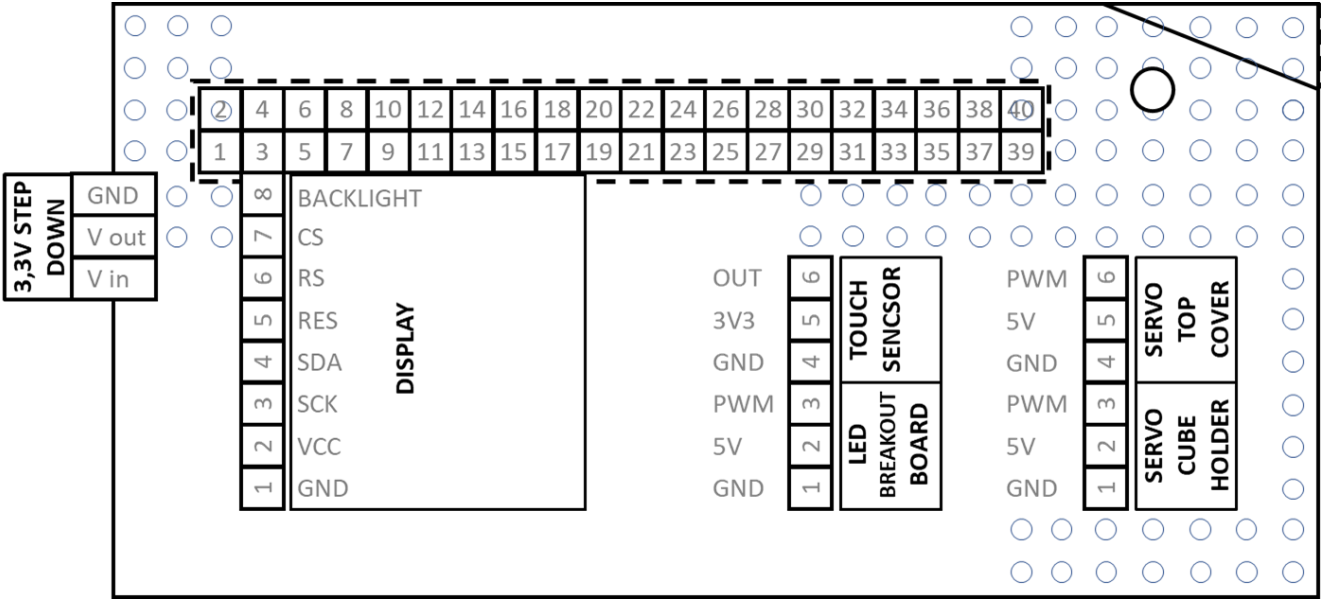 2 4 6 8 10 12 14 16 18 20 22 24 26 28 30 32 34 36 38 40
1 3 5 7 9 11 13 15 17 19 21 23 25 27 29 31 33 35 37 39
3,3V STEP
DOWN
GND
V out
V in
8 BACKLIGHT
7 CS
6 RS
5 RES
4 SDA
3 SCK
2 VCC
1 GND
DISPLAY
OUT 6
3V3 5
GND 4
PWM 3
5V 2
GND 1
TOUCH
SENCSOR
LED
BREAKOUT
BOARD
PWM 6
5V 5
GND 4
PWM 3
5V 2
GND 1
SERVO
TOP
COVER
SERVO
CUBE
HOLDER